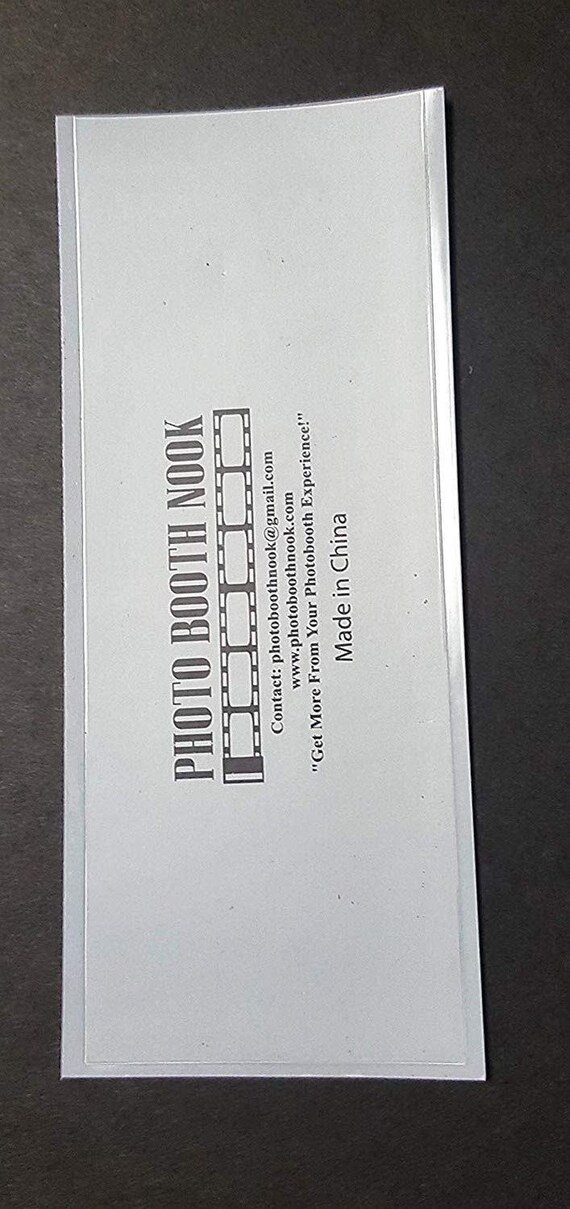 PHOTO BOOTH NOOK
Contact: photoboothnook@gmail.com
www.photoboothnook.com
"Get More From Your Photobooth Experience!"
Made in China